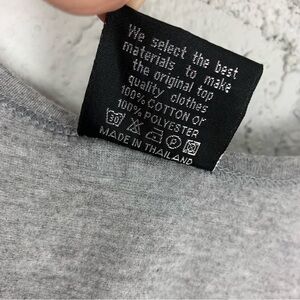 We select the best
materials to make
the original top
quality clothes
100% COTTON or
100% POLYESTER
30 P
MADE IN THAILAND